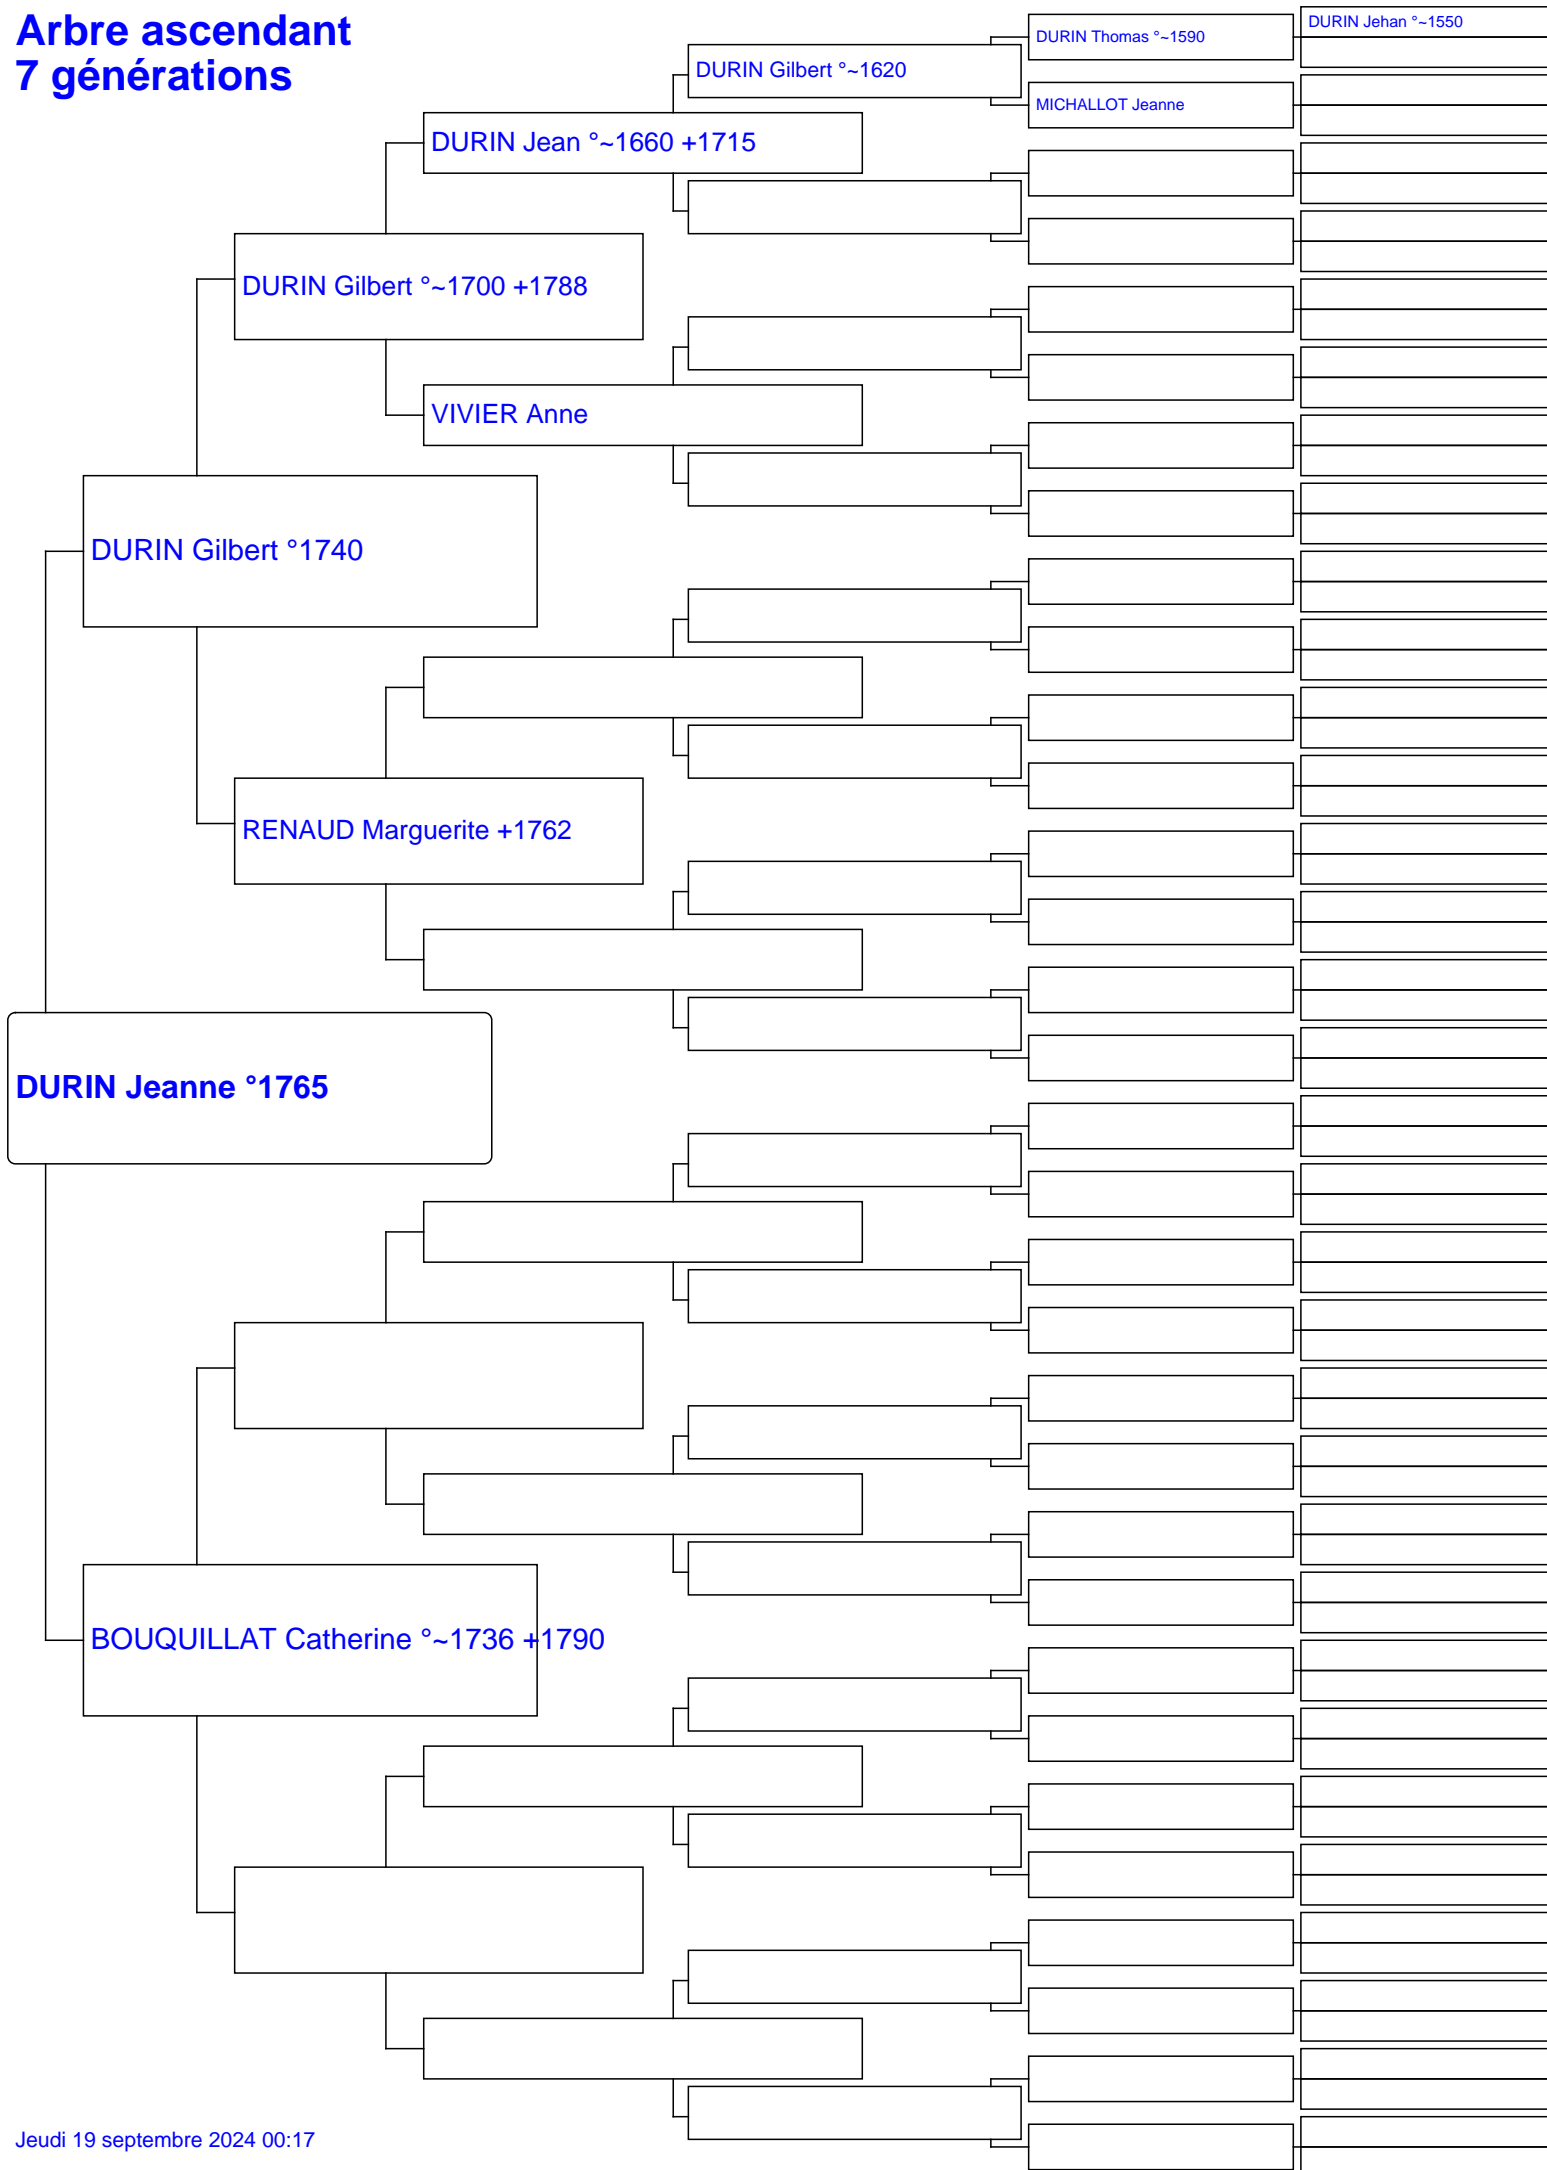 Arbre ascendant
7 générations
DURIN Jehan °~1550
DURIN Thomas °~1590
DURIN Gilbert °~1620
MICHALLOT Jeanne
DURIN Jean °~1660 +1715
DURIN Gilbert °~1700 +1788
VIVIER Anne
DURIN Gilbert °1740
RENAUD Marguerite +1762
DURIN Jeanne °1765
BOUQUILLAT Catherine °~1736 +1790
Jeudi 19 septembre 2024 00:17